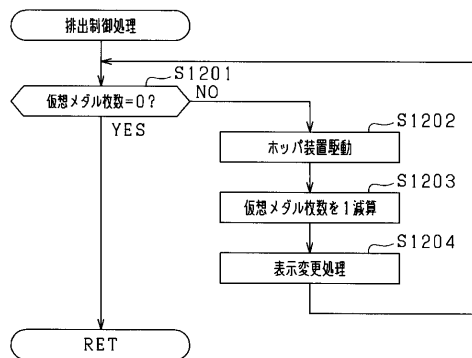 排出制御処理
S1201
仮想メダル枚数=0?
NO
YES
S1202
ホッパ装置駆動
S1203
仮想メダル枚数を1減算
S1204
表示変更処理
RET